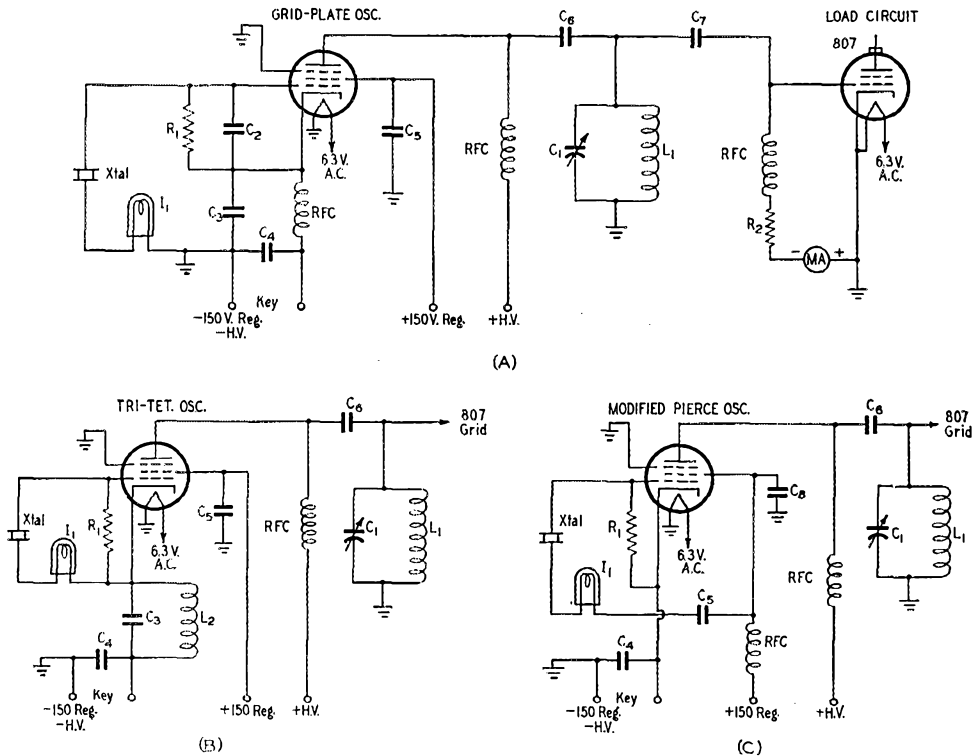 GRID-PLATE OSC.
C6
C7
LOAD CIRCUIT
807
R1
C2
C5
6.3 V.
A.C.
Xtal
I1
C3
RFC
C4
RFC
C1
L1
RFC
R2
6.3 V.
A.C.
- MA +
-150 V. Reg.
-H.V.
Key
+150 V. Reg.
+H.V.
(A)
TRI-TET. OSC.
C6
807
Grid
Xtal
I1
R1
C5
6.3 V.
A.C.
RFC
C1
L1
C3
L2
C4
-150 Reg.
-H.V.
Key
+150 Reg.
+H.V.
(B)
MODIFIED PIERCE OSC.
C6
807
Grid
Xtal
R1
C8
6.3 V.
A.C.
I1
C5
RFC
C1
L1
C4
RFC
-150 Reg.
-H.V.
Key
+150 Reg.
+H.V.
(C)